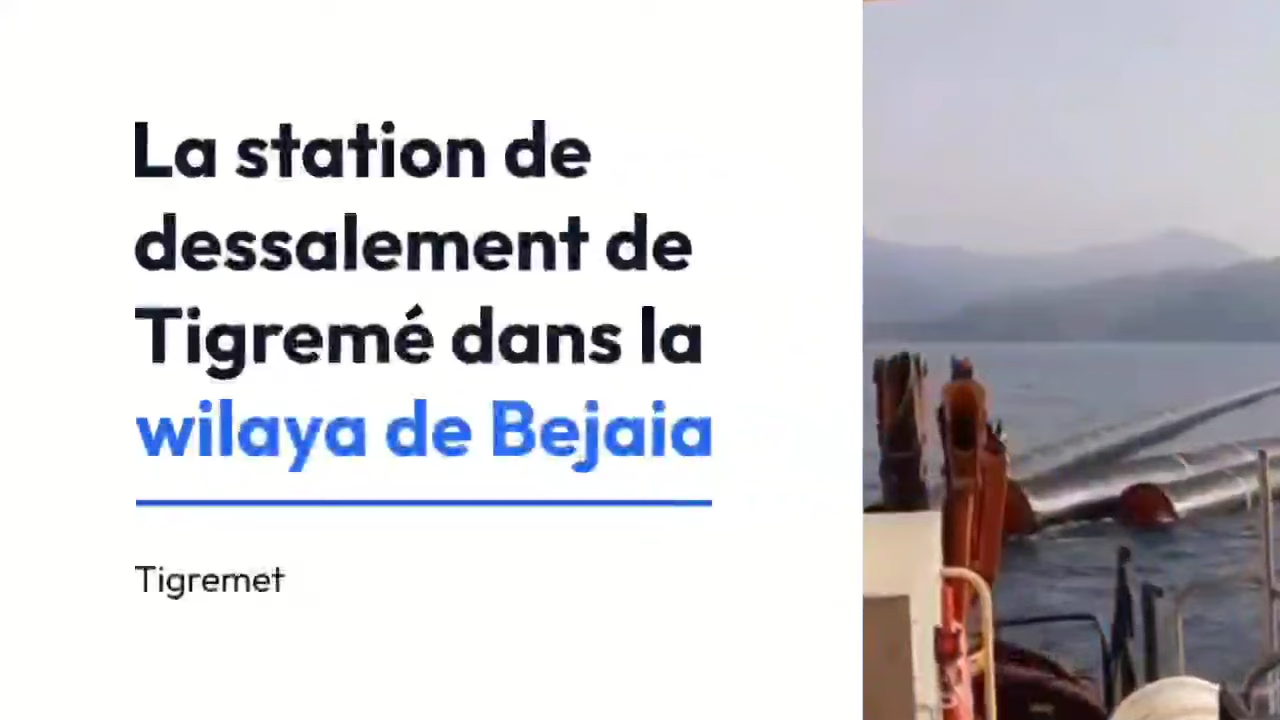 La station de
dessalement de
Tigremé dans la
wilaya de Bejaia
Tigremet